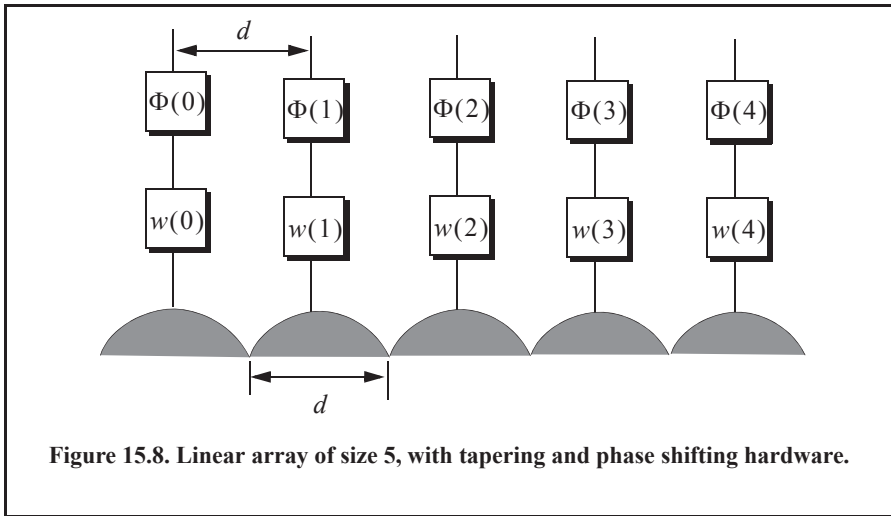 d
Φ(0) Φ(1) Φ(2) Φ(3) Φ(4)
w(0) w(1) w(2) w(3) w(4)
d
Figure 15.8. Linear array of size 5, with tapering and phase shifting hardware.